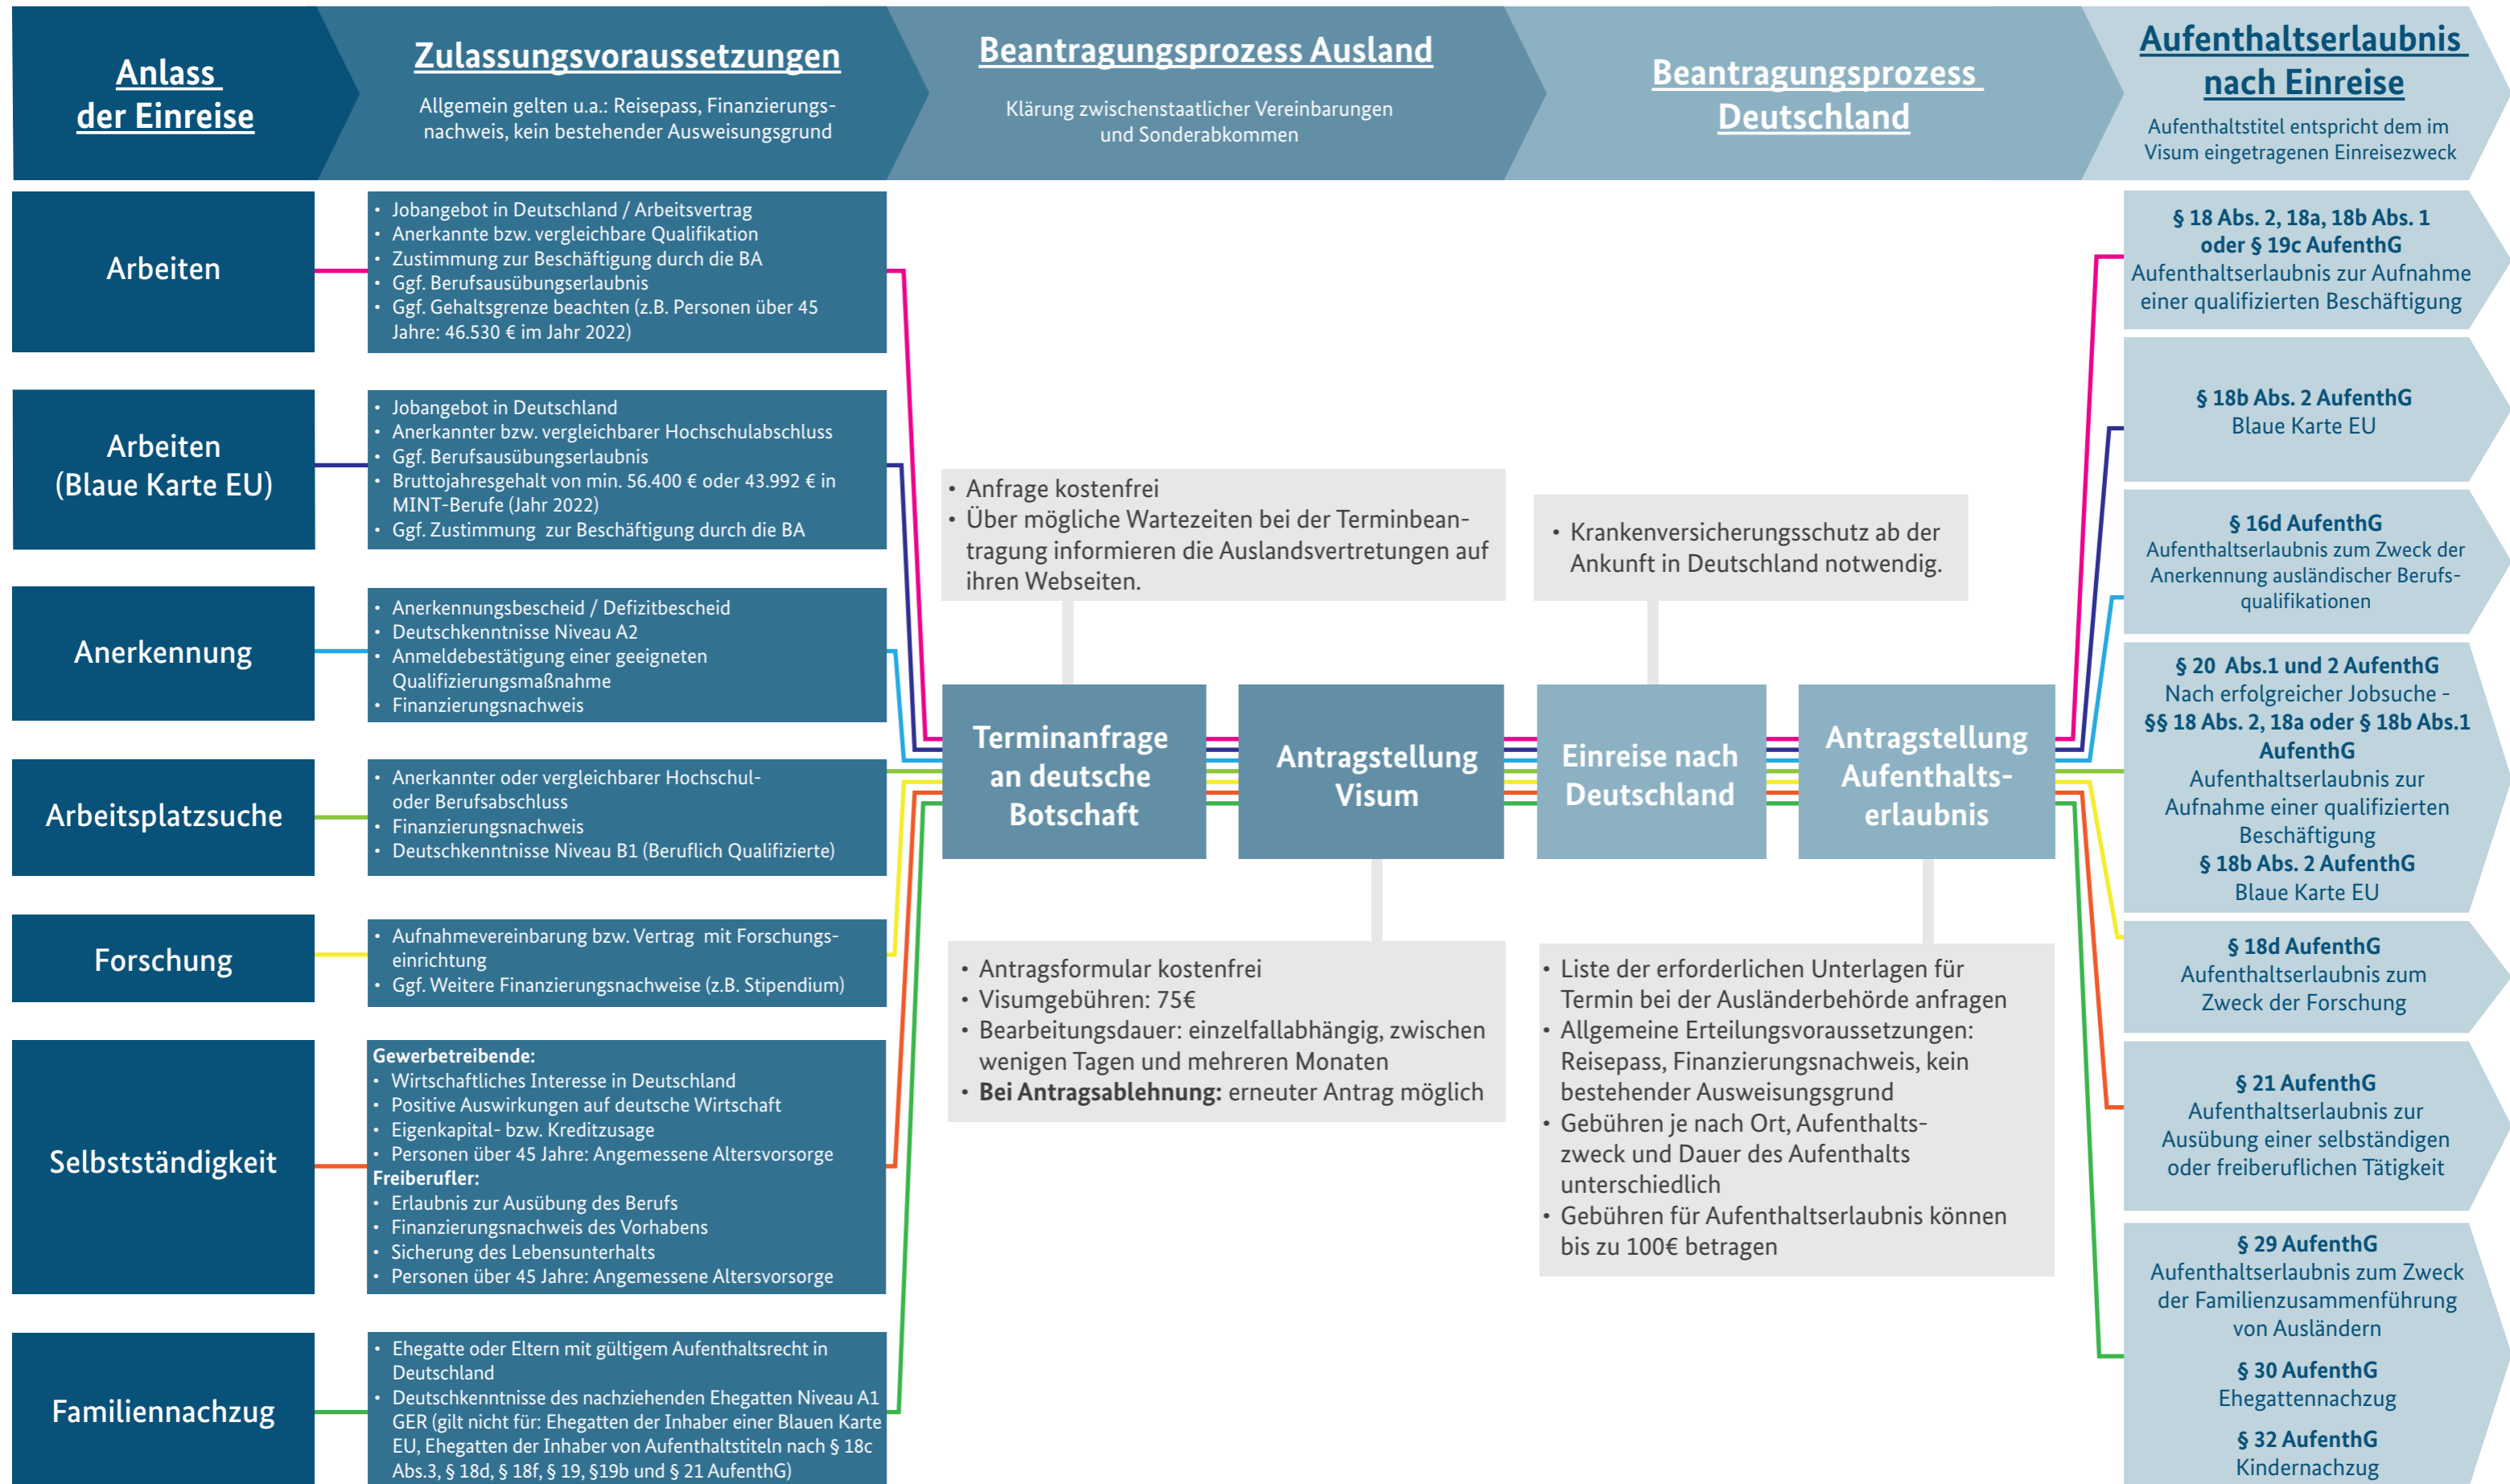 Anlass
der Einreise
Zulassungsvoraussetzungen
Allgemein gelten u.a.: Reisepass, Finanzierungs-
nachweis, kein bestehender Ausweisungsgrund
Beantragungsprozess Ausland
Klärung zwischenstaatlicher Vereinbarungen
und Sonderabkommen
Beantragungsprozess
Deutschland
Aufenthaltserlaubnis
nach Einreise
Aufenthaltstitel entspricht dem im
Visum eingetragenen Einreisezweck
Arbeiten
• Jobangebot in Deutschland / Arbeitsvertrag
• Anerkannte bzw. vergleichbare Qualifikation
• Zustimmung zur Beschäftigung durch die BA
• Ggf. Berufsausübungserlaubnis
• Ggf. Gehaltsgrenze beachten (z.B. Personen über 45
Jahre: 46.530 € im Jahr 2022)
Arbeiten
(Blaue Karte EU)
• Jobangebot in Deutschland
• Anerkannter bzw. vergleichbarer Hochschulabschluss
• Ggf. Berufsausübungserlaubnis
• Bruttojahresgehalt von min. 56.400 € oder 43.992 € in
MINT-Berufe (Jahr 2022)
• Ggf. Zustimmung zur Beschäftigung durch die BA
Anerkennung
• Anerkennungsbescheid / Defizitbescheid
• Deutschkenntnisse Niveau A2
• Anmeldebestätigung einer geeigneten
Qualifizierungsmaßnahme
• Finanzierungsnachweis
Arbeitsplatzsuche
• Anerkannter oder vergleichbarer Hochschul-
oder Berufsabschluss
• Finanzierungsnachweis
• Deutschkenntnisse Niveau B1 (Beruflich Qualifizierte)
Forschung
• Aufnahmevereinbarung bzw. Vertrag mit Forschungs-
einrichtung
• Ggf. Weitere Finanzierungsnachweise (z.B. Stipendium)
Selbstständigkeit
Gewerbetreibende:
• Wirtschaftliches Interesse in Deutschland
• Positive Auswirkungen auf deutsche Wirtschaft
• Eigenkapital- bzw. Kreditzusage
• Personen über 45 Jahre: Angemessene Altersvorsorge
Freiberufler:
• Erlaubnis zur Ausübung des Berufs
• Finanzierungsnachweis des Vorhabens
• Sicherung des Lebensunterhalts
• Personen über 45 Jahre: Angemessene Altersvorsorge
Familiennachzug
• Ehegatte oder Eltern mit gültigem Aufenthaltsrecht in
Deutschland
• Deutschkenntnisse des nachziehenden Ehegatten Niveau A1
GER (gilt nicht für: Ehegatten der Inhaber einer Blauen Karte
EU, Ehegatten der Inhaber von Aufenthaltstiteln nach § 18c
Abs.3, § 18d, § 18f, § 19, §19b und § 21 AufenthG)
• Anfrage kostenfrei
• Über mögliche Wartezeiten bei der Terminbean-
tragung informieren die Auslandsvertretungen auf
ihren Webseiten.
Terminanfrage
an deutsche
Botschaft
Antragstellung
Visum
• Antragsformular kostenfrei
• Visumgebühren: 75€
• Bearbeitungsdauer: einzelfallabhängig, zwischen
wenigen Tagen und mehreren Monaten
• Bei Antragsablehnung: erneuter Antrag möglich
• Krankenversicherungsschutz ab der
Ankunft in Deutschland notwendig.
Einreise nach
Deutschland
Antragstellung
Aufenthalts-
erlaubnis
• Liste der erforderlichen Unterlagen für
Termin bei der Ausländerbehörde anfragen
• Allgemeine Erteilungsvoraussetzungen:
Reisepass, Finanzierungsnachweis, kein
bestehender Ausweisungsgrund
• Gebühren je nach Ort, Aufenthalts-
zweck und Dauer des Aufenthalts
unterschiedlich
• Gebühren für Aufenthaltserlaubnis können
bis zu 100€ betragen
§ 18 Abs. 2, 18a, 18b Abs. 1
oder § 19c AufenthG
Aufenthaltserlaubnis zur Aufnahme
einer qualifizierten Beschäftigung
§ 18b Abs. 2 AufenthG
Blaue Karte EU
§ 16d AufenthG
Aufenthaltserlaubnis zum Zweck der
Anerkennung ausländischer Berufs-
qualifikationen
§ 20 Abs.1 und 2 AufenthG
Nach erfolgreicher Jobsuche -
§§ 18 Abs. 2, 18a oder § 18b Abs.1
AufenthG
Aufenthaltserlaubnis zur
Aufnahme einer qualifizierten
Beschäftigung
§ 18b Abs. 2 AufenthG
Blaue Karte EU
§ 18d AufenthG
Aufenthaltserlaubnis zum
Zweck der Forschung
§ 21 AufenthG
Aufenthaltserlaubnis zur
Ausübung einer selbständigen
oder freiberuflichen Tätigkeit
§ 29 AufenthG
Aufenthaltserlaubnis zum Zweck
der Familienzusammenführung
von Ausländern
§ 30 AufenthG
Ehegattennachzug
§ 32 AufenthG
Kindernachzug